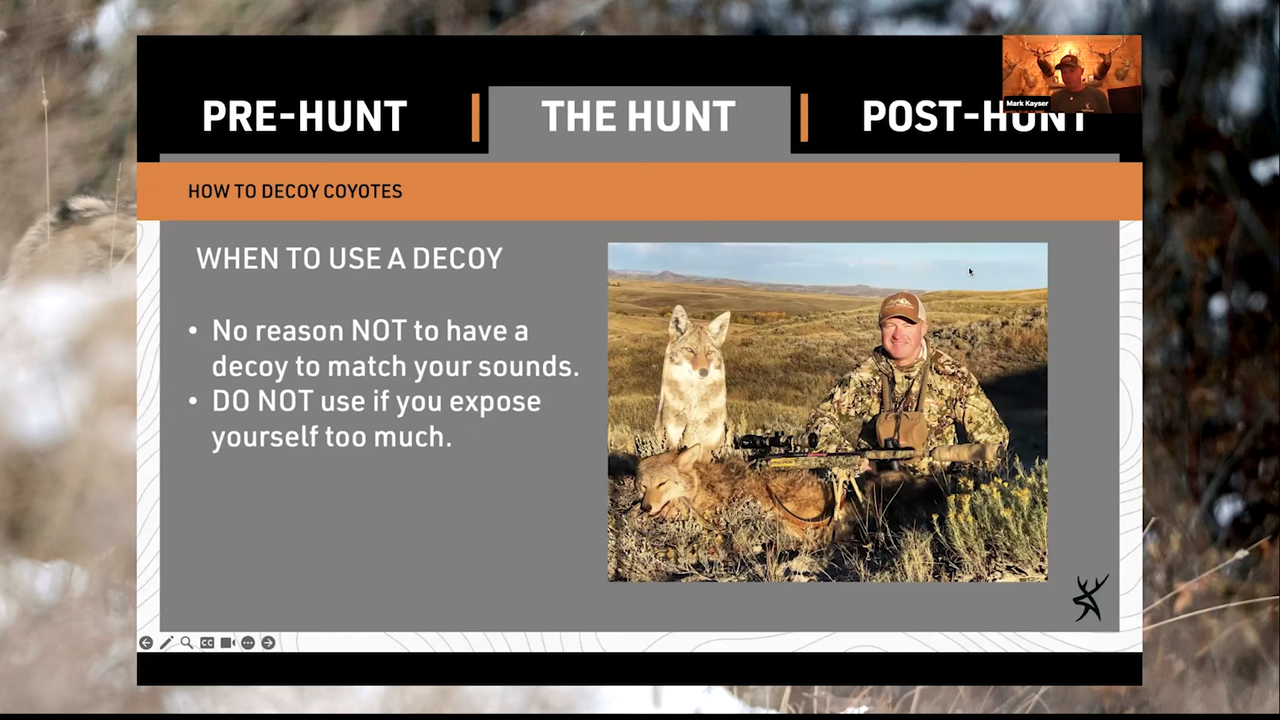 Mark Kayser
PRE-HUNT
THE HUNT
POST-HUNT
HOW TO DECOY COYOTES
WHEN TO USE A DECOY
• No reason NOT to have a
decoy to match your sounds.
• DO NOT use if you expose
yourself too much.
CC